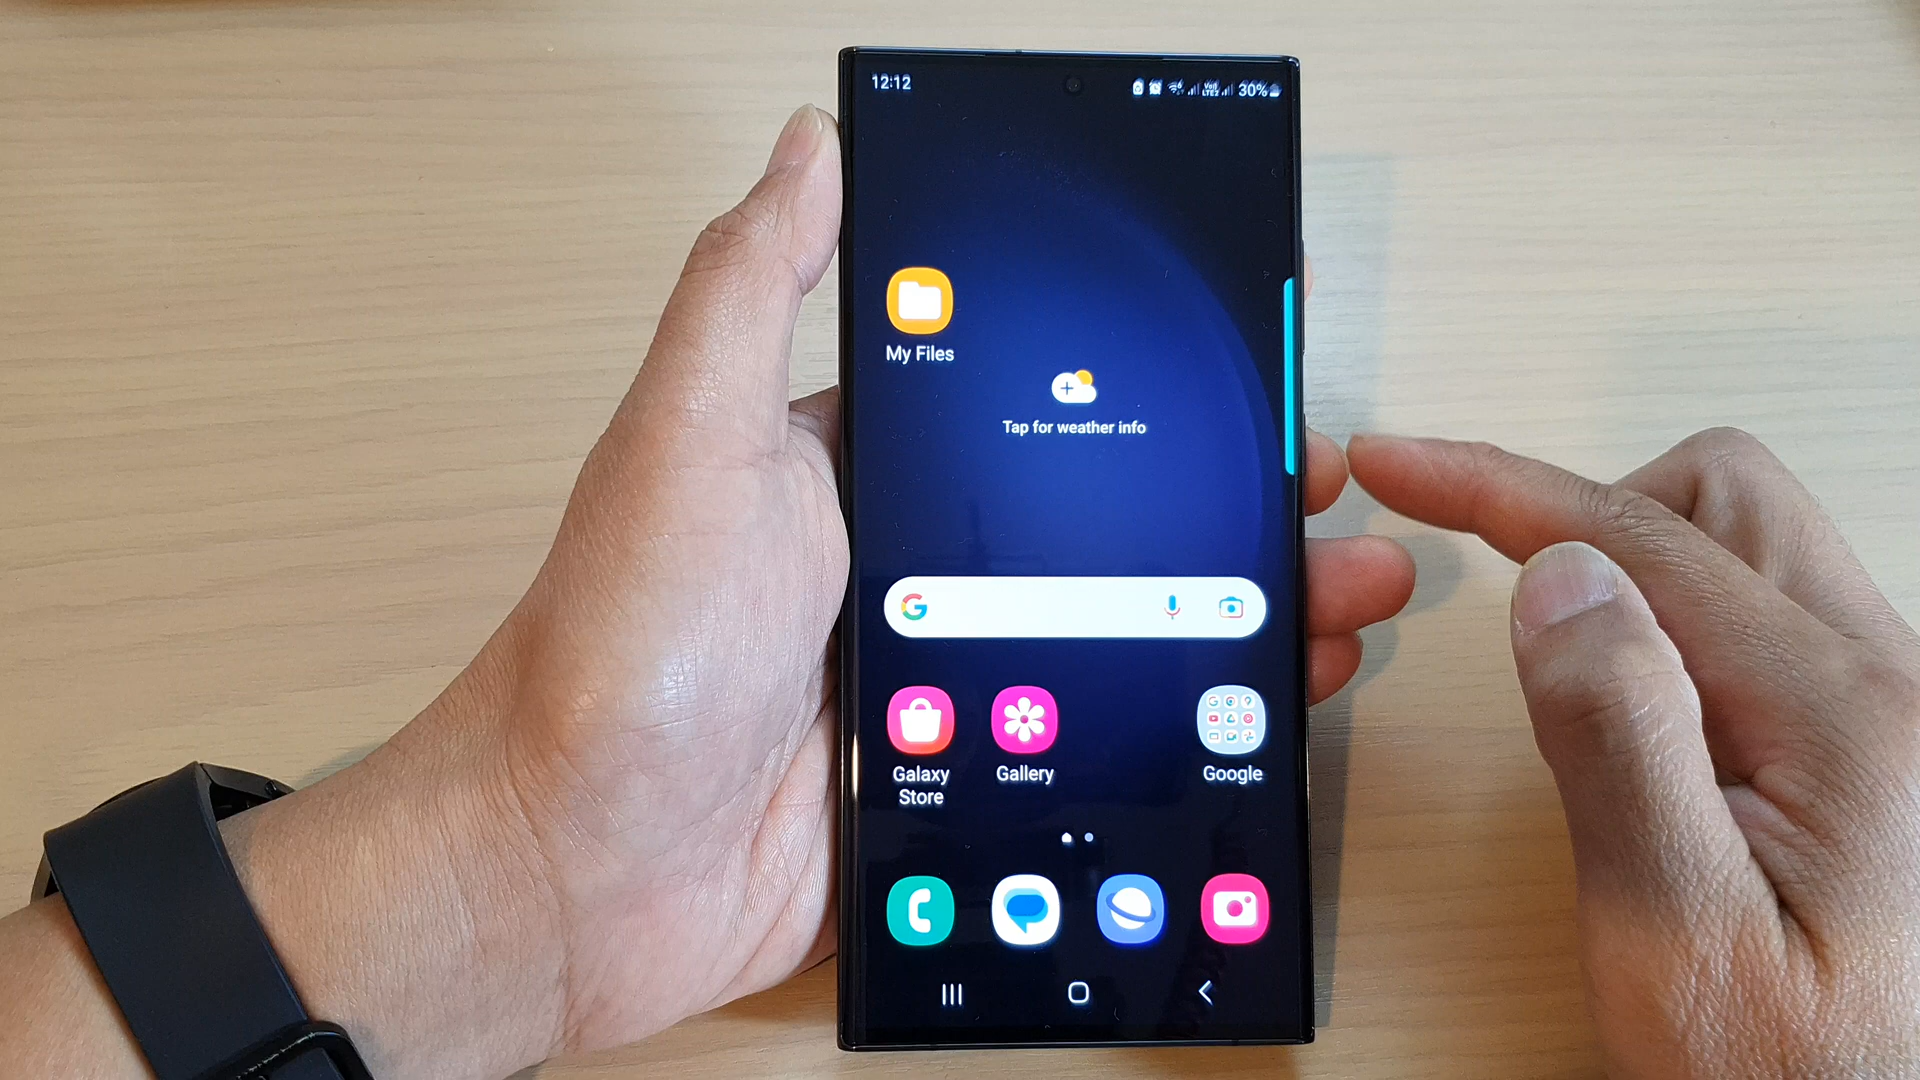 12:12
30%
My Files
Tap for weather info
G
Galaxy
Store
Gallery
Google